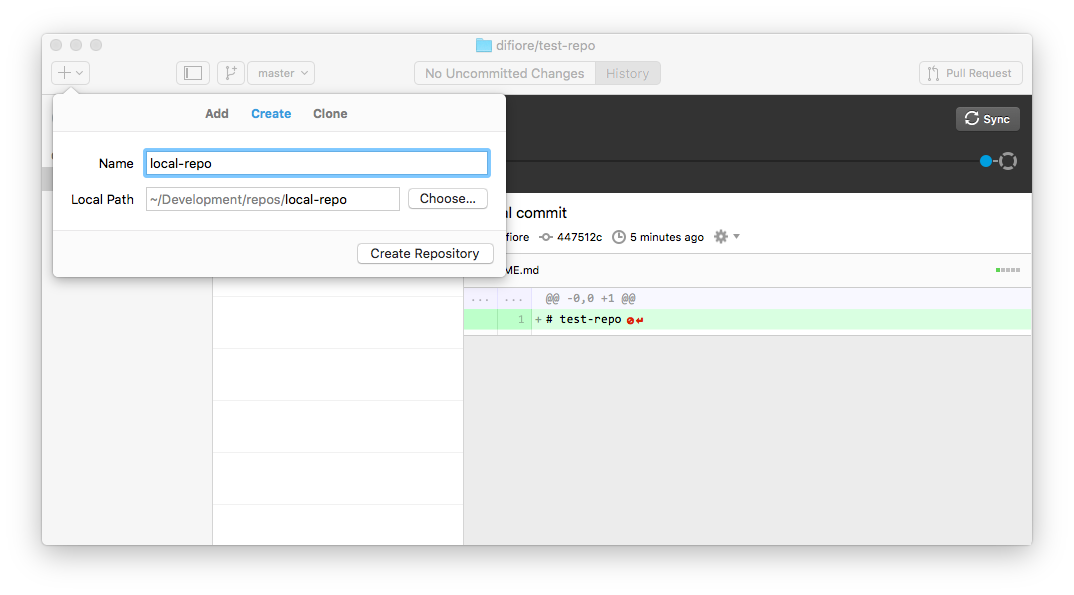 difiore/test-repo
master
No Uncommitted Changes
History
Pull Request
Add
Create
Clone
Name
local-repo
Local Path
~/Development/repos/local-repo
Choose...
Create Repository
Sync
commit
447512c
5 minutes ago
ME.md
... ... @@ -0,0 +1 @@
1 + # test-repo